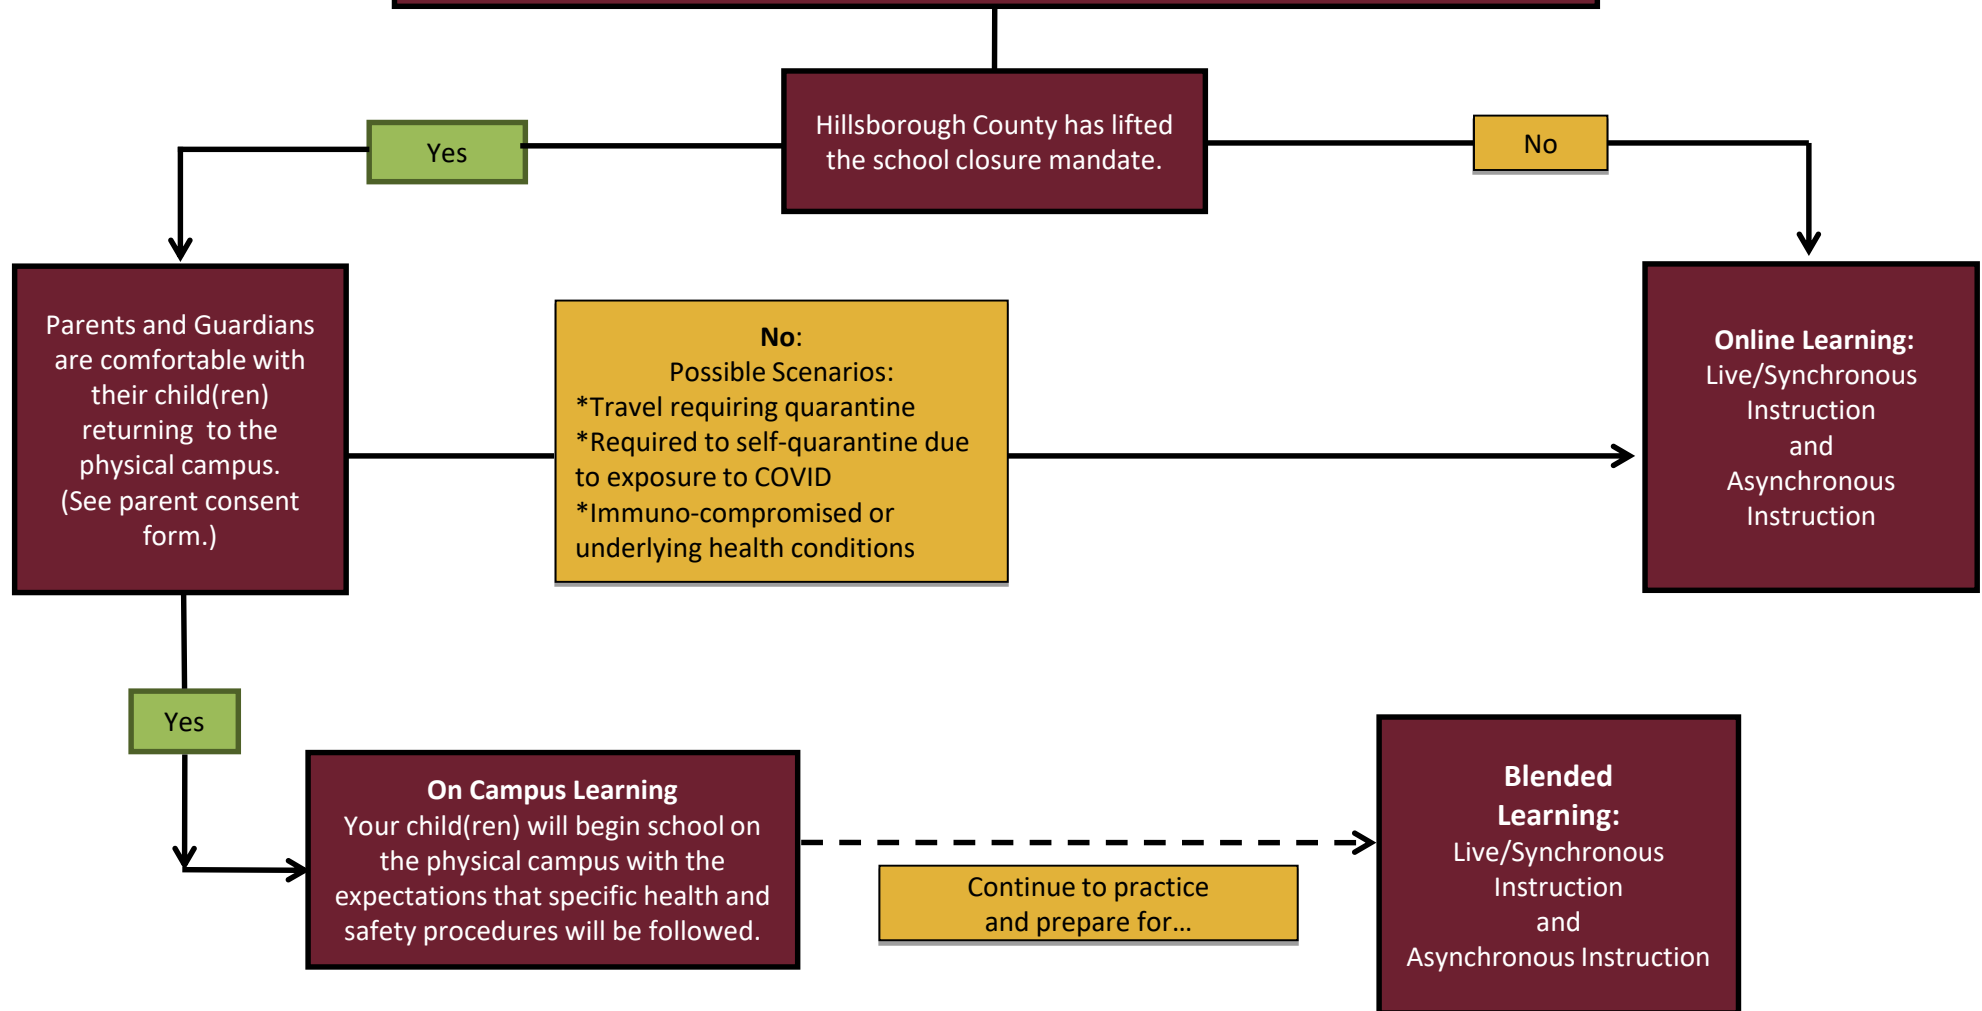 Hillsborough County has lifted
the school closure mandate.
Yes
No
Parents and Guardians
are comfortable with
their child(ren)
returning to the
physical campus.
(See parent consent
form.)
No:
Possible Scenarios:
*Travel requiring quarantine
*Required to self-quarantine due
to exposure to COVID
*Immuno-compromised or
underlying health conditions
Online Learning:
Live/Synchronous
Instruction
and
Asynchronous
Instruction
Yes
On Campus Learning
Your child(ren) will begin school on
the physical campus with the
expectations that specific health and
safety procedures will be followed.
Continue to practice
and prepare for…
Blended
Learning:
Live/Synchronous
Instruction
and
Asynchronous Instruction